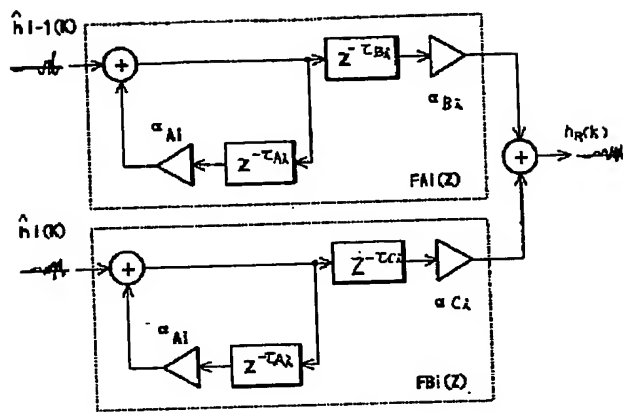 ĥi-1(k)
+
z^-τBi
αBi
αAi
z^-τAi
FAi(Z)
hR(k)
+
ĥi(k)
+
z^-τCi
αCi
αAi
z^-τAi
FBi(Z)